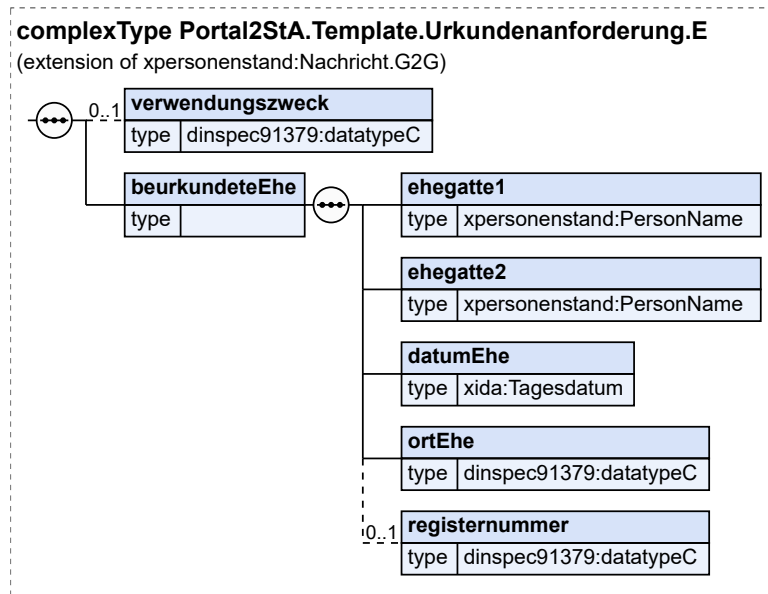 complexType Portal2StA.Template.Urkundenanforderung.E
(extension of xpersonenstand:Nachricht.G2G)
0..1
verwendungszweck
type dinspec91379:datatypeC
beurkundeteEhe
type
ehegatte1
type xpersonenstand:PersonName
ehegatte2
type xpersonenstand:PersonName
datumEhe
type xida:Tagesdatum
ortEhe
type dinspec91379:datatypeC
0..1
registernummer
type dinspec91379:datatypeC